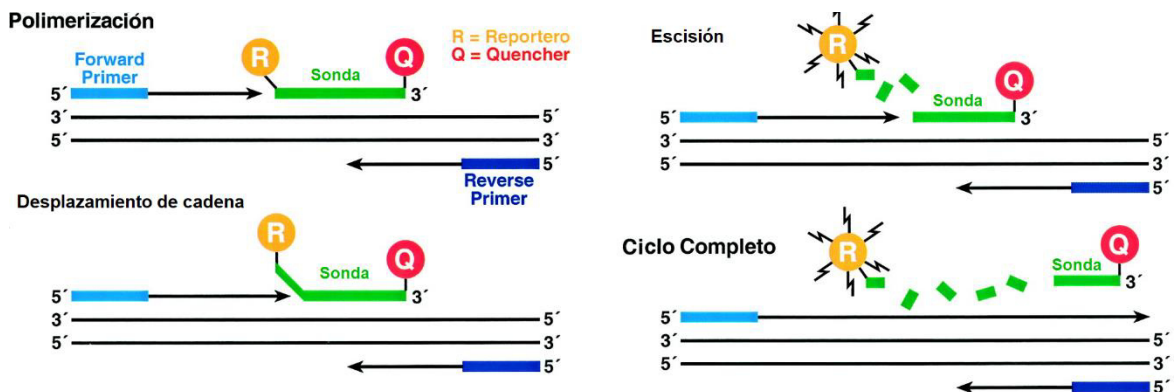 Polimerización
R = Reportero
Q = Quencher
Forward
Primer
R
Q
Sonda
5´ 3´
3´ 5´
5´ 3´
5´
Reverse
Primer
Desplazamiento de cadena
R
Q
Sonda
5´ 3´
3´ 5´
5´ 3´
5´
Escisión
R
Q
Sonda
5´ 3´
3´ 5´
5´ 3´
5´
Ciclo Completo
R
Q
Sonda
3´
5´
3´ 5´
5´ 3´
5´